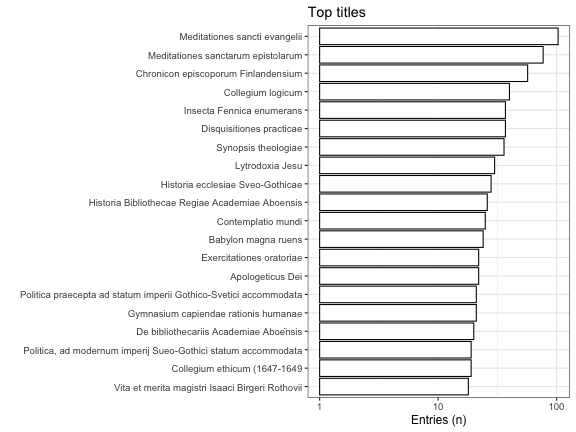 Top titles
Meditationes sancti evangelii
Meditationes sanctarum epistolarum
Chronicon episcoporum Finlandensium
Collegium logicum
Insecta Fennica enumerans
Disquisitiones practicae
Synopsis theologiae
Lytrodoxia Jesu
Historia ecclesiae Sveo-Gothicae
Historia Bibliothecae Regiae Academiae Aboensis
Contemplatio mundi
Babylon magna ruens
Exercitationes oratoriae
Apologeticus Dei
Politica praecepta ad statum imperii Gothico-Svetici accommodata
Gymnasium capiendae rationis humanae
De bibliothecariis Academiae Aboënsis
Politica, ad modernum imperij Sueo-Gothici statum accommodata
Collegium ethicum (1647-1649
Vita et merita magistri Isaaci Birgeri Rothovii
1 10 100
Entries (n)